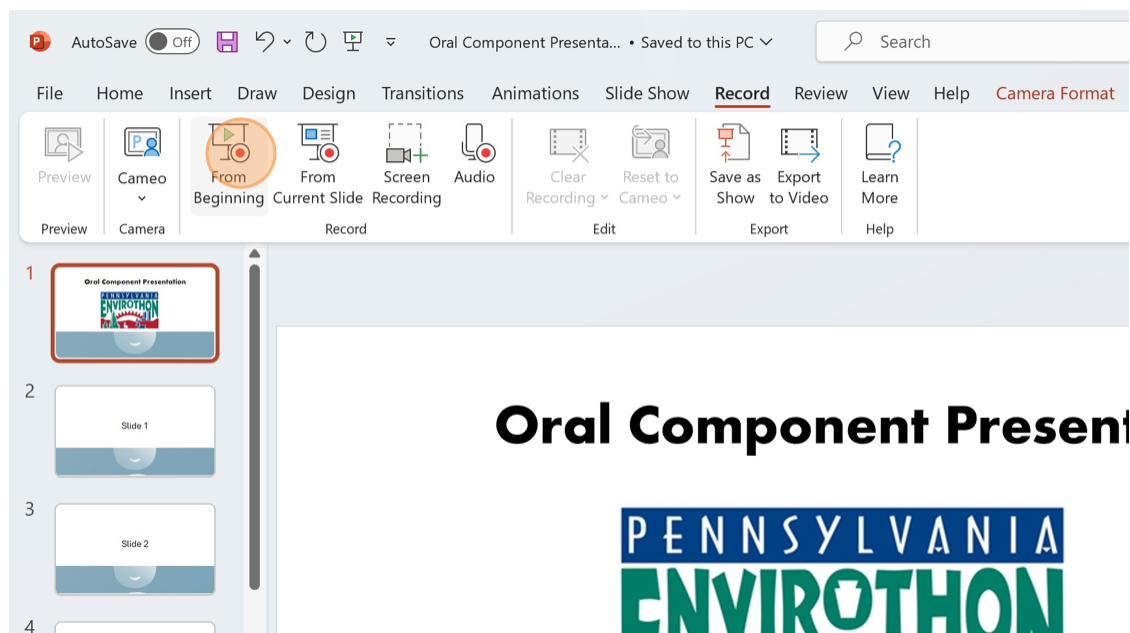 AutoSave Off Oral Component Presenta... • Saved to this PC Search
File Home Insert Draw Design Transitions Animations Slide Show Record Review View Help Camera Format
Preview
Cameo
From
Beginning
From
Current Slide
Screen
Recording
Audio
Clear
Recording
Reset to
Cameo
Save as
Show
Export
to Video
Learn
More
Preview Camera Record Edit Export Help
1
Oral Component Presentation
PENNSYLVANIA
ENVIROTHON
2
Slide 1
3
Slide 2
4
Oral Component Present
PENNSYLVANIA
ENVIROTHON